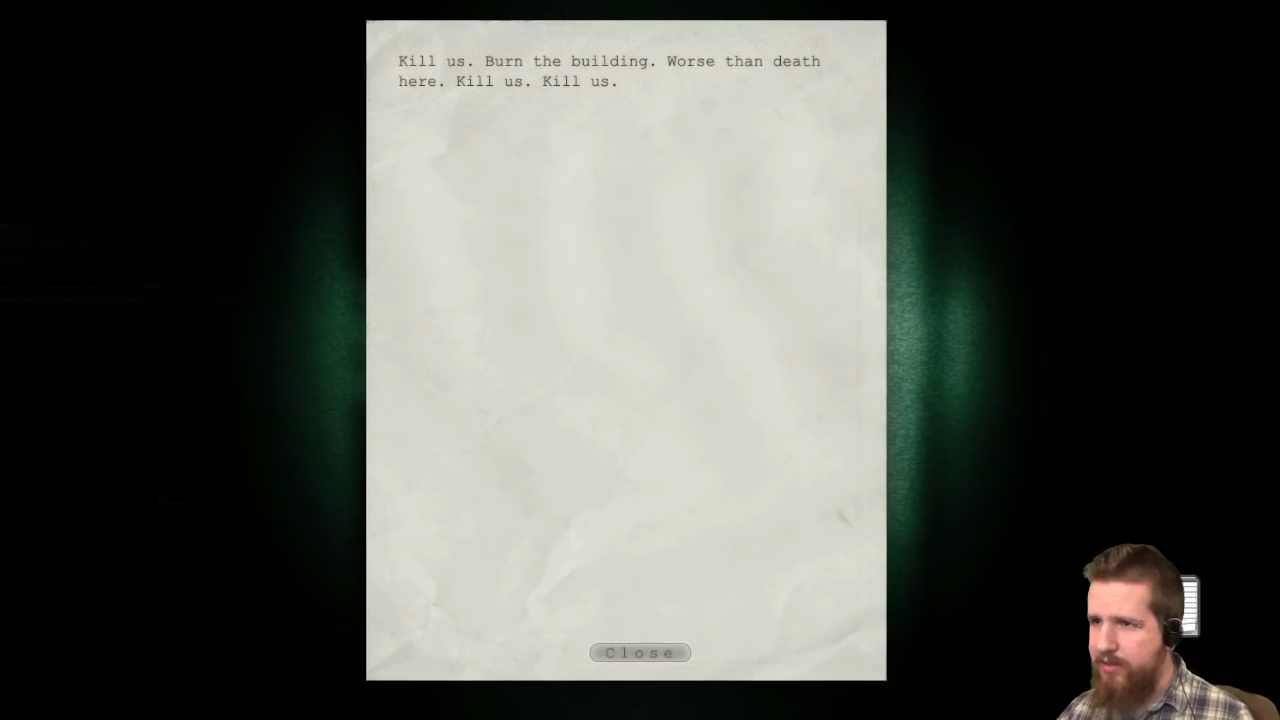 Kill us. Burn the building. Worse than death
here. Kill us. Kill us.
Close